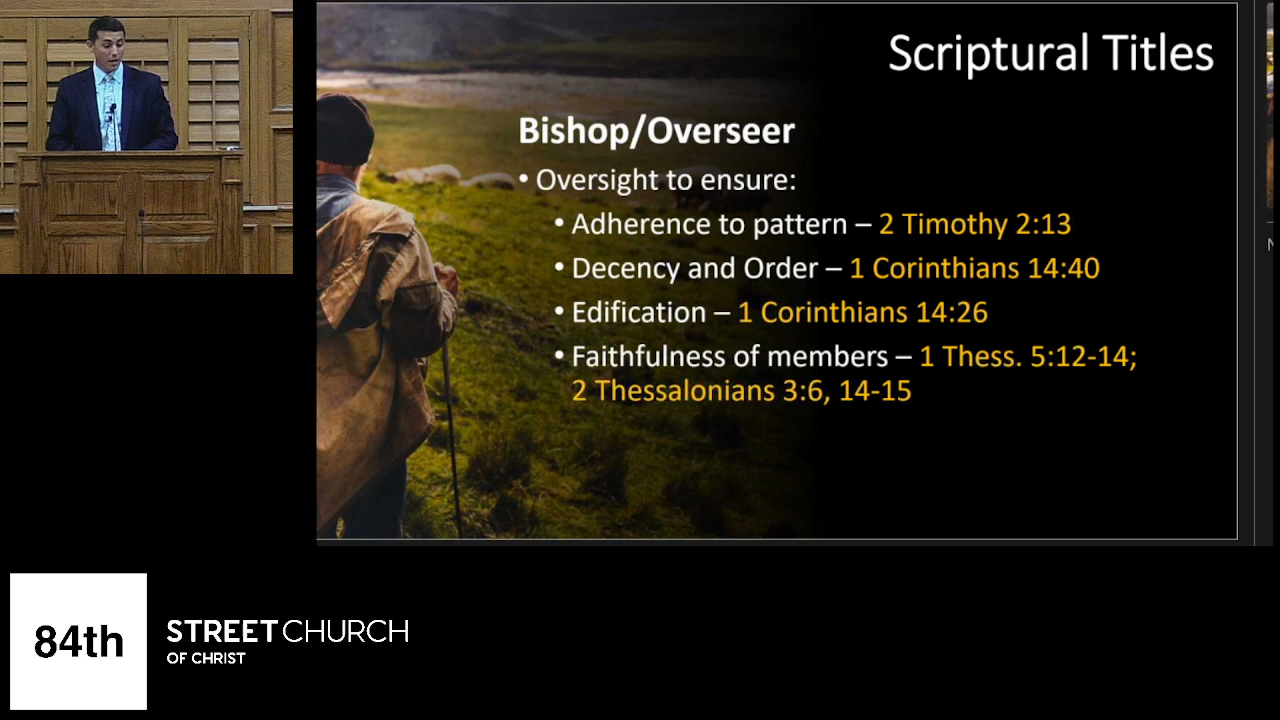 Scriptural Titles
Bishop/Overseer
• Oversight to ensure:
• Adherence to pattern – 2 Timothy 2:13
• Decency and Order – 1 Corinthians 14:40
• Edification – 1 Corinthians 14:26
• Faithfulness of members – 1 Thess. 5:12-14;
2 Thessalonians 3:6, 14-15
84th
STREET CHURCH
OF CHRIST